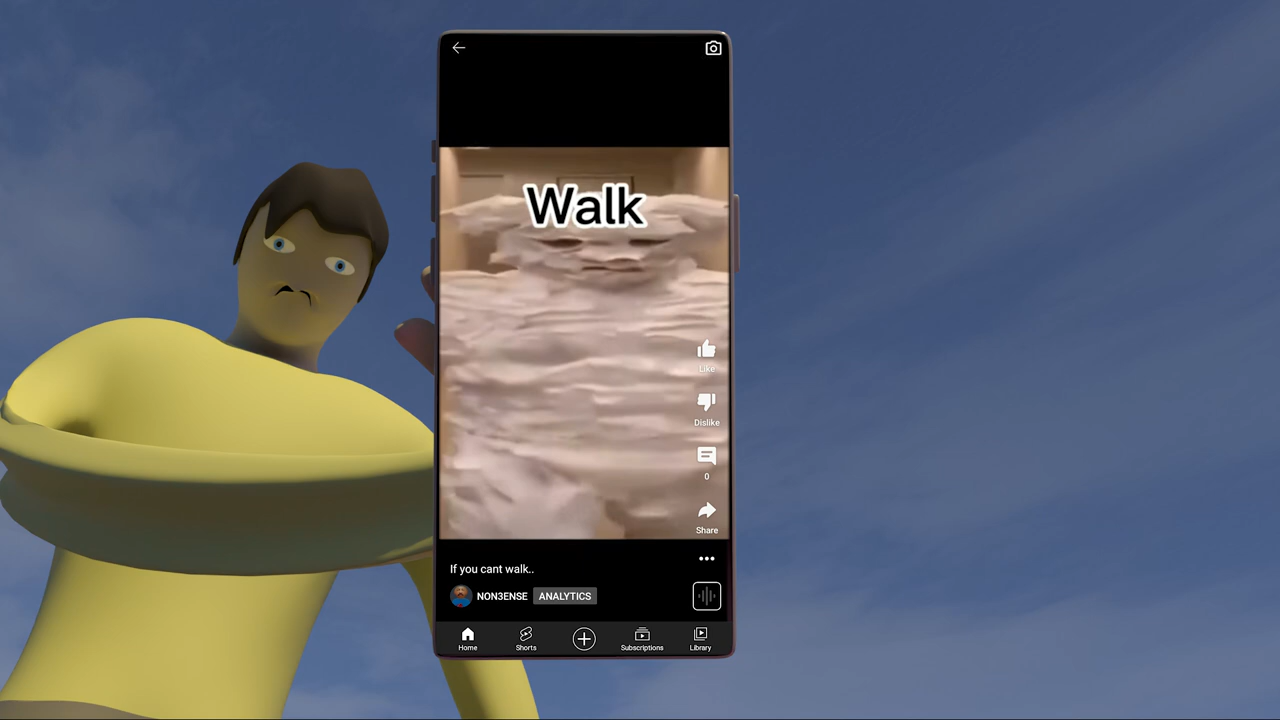 Walk
Like
Dislike
0
Share
If you cant walk..
NON3ENSE ANALYTICS
Home Shorts Subscriptions Library